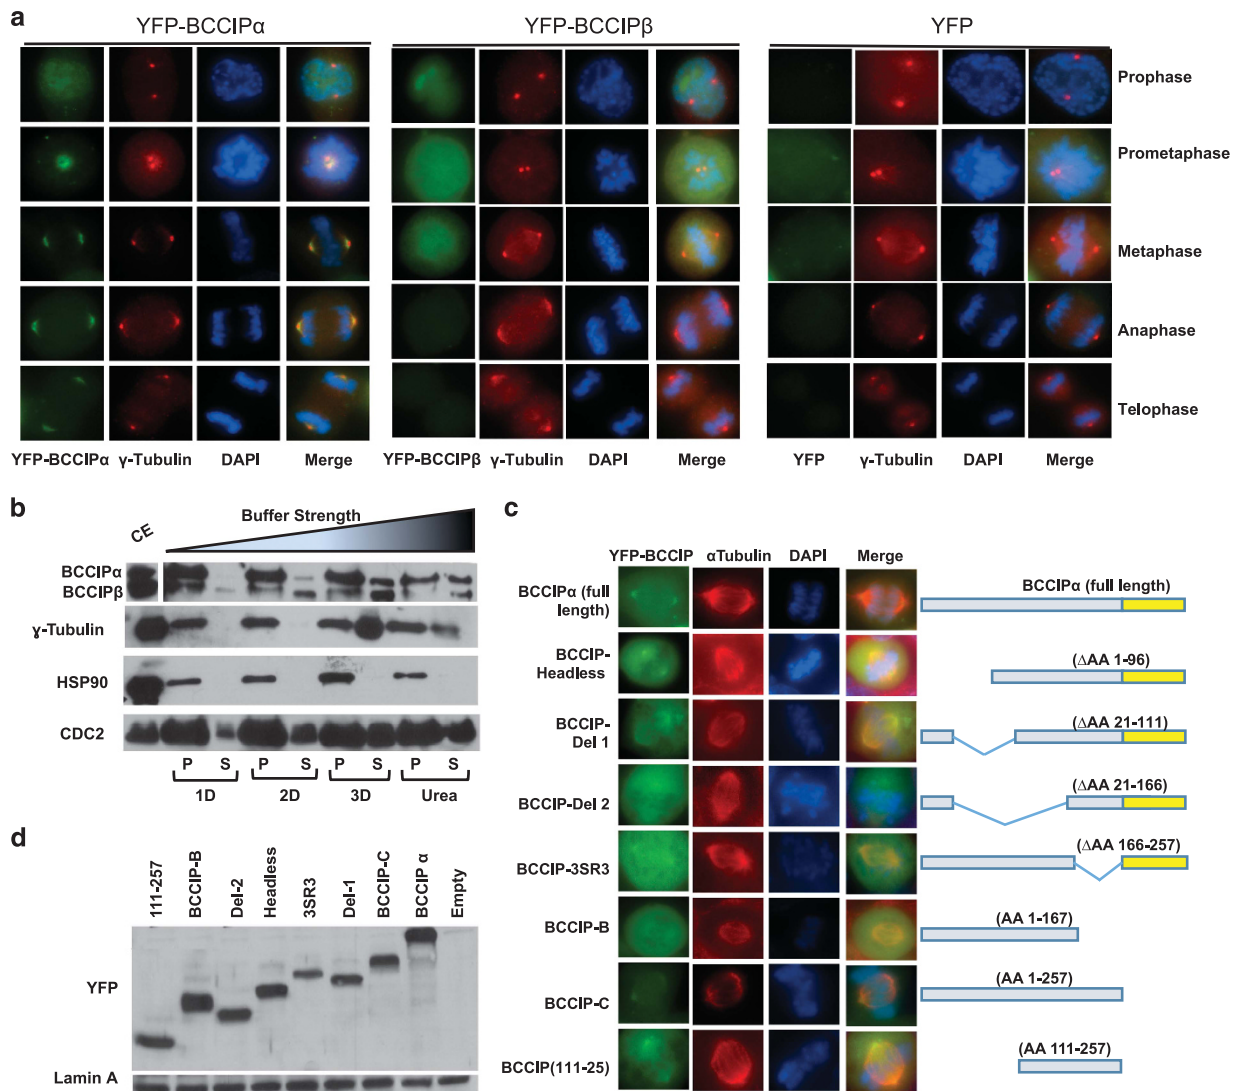 a
YFP-BCCIPα
YFP-BCCIPβ
YFP
Prophase
Prometaphase
Metaphase
Anaphase
Telophase
YFP-BCCIPα γ-Tubulin DAPI Merge
YFP-BCCIPβ γ-Tubulin DAPI Merge
YFP γ-Tubulin DAPI Merge
b
CE
Buffer Strength
BCCIPα
BCCIPβ
γ-Tubulin
HSP90
CDC2
P S P S P S P S
1D 2D 3D Urea
c
YFP-BCCIP αTubulin DAPI Merge
BCCIPα (full
length)
BCCIPα (full length)
BCCIP-
Headless
(ΔAA 1-96)
BCCIP-
Del 1
(ΔAA 21-111)
BCCIP-Del 2
(ΔAA 21-166)
BCCIP-3SR3
(ΔAA 166-257)
BCCIP-B
(AA 1-167)
BCCIP-C
(AA 1-257)
BCCIP(111-25)
(AA 111-257)
d
111-257
BCCIP-B
Del-2
Headless
3SR3
Del-1
BCCIP-C
BCCIP α
Empty
YFP
Lamin A